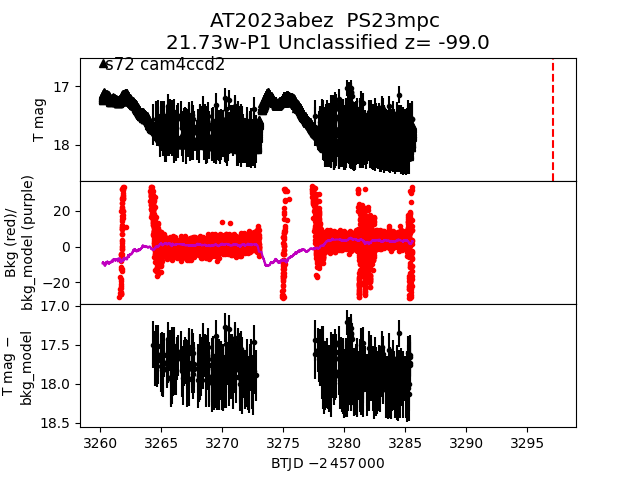 AT2023abez  PS23mpc
21.73w-P1 Unclassified z= -99.0
s72 cam4ccd2
17
18
T mag
20
0
−20
Bkg (red)/
bkg_model (purple)
17.0
17.5
18.0
18.5
T mag −
bkg_model
3260 3265 3270 3275 3280 3285 3290 3295
BTJD −2 457 000